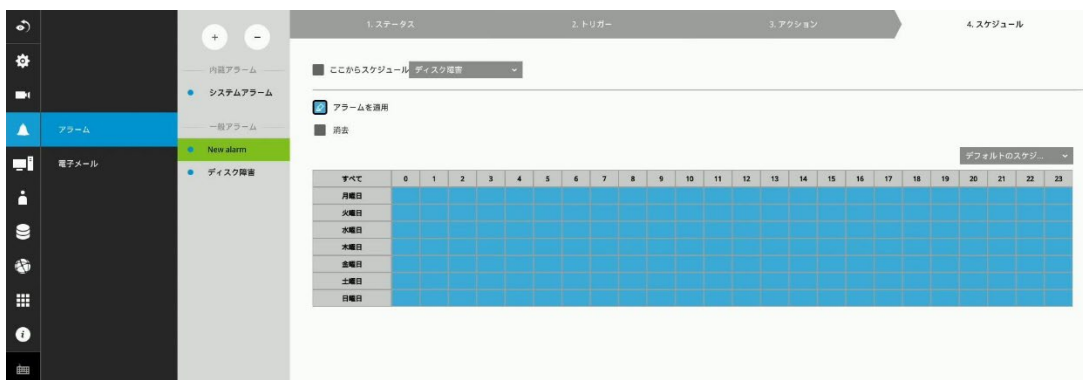 1. ステータス 2. トリガー 3. アクション 4. スケジュール
+ -
内蔵アラーム
システムアラーム
一般アラーム
New alarm
ディスク障害
アラーム
電子メール
ここからスケジュール ディスク障害
アラームを適用
消去
デフォルトのスケジ...
すべて 0 1 2 3 4 5 6 7 8 9 10 11 12 13 14 15 16 17 18 19 20 21 22 23
月曜日
火曜日
水曜日
木曜日
金曜日
土曜日
日曜日